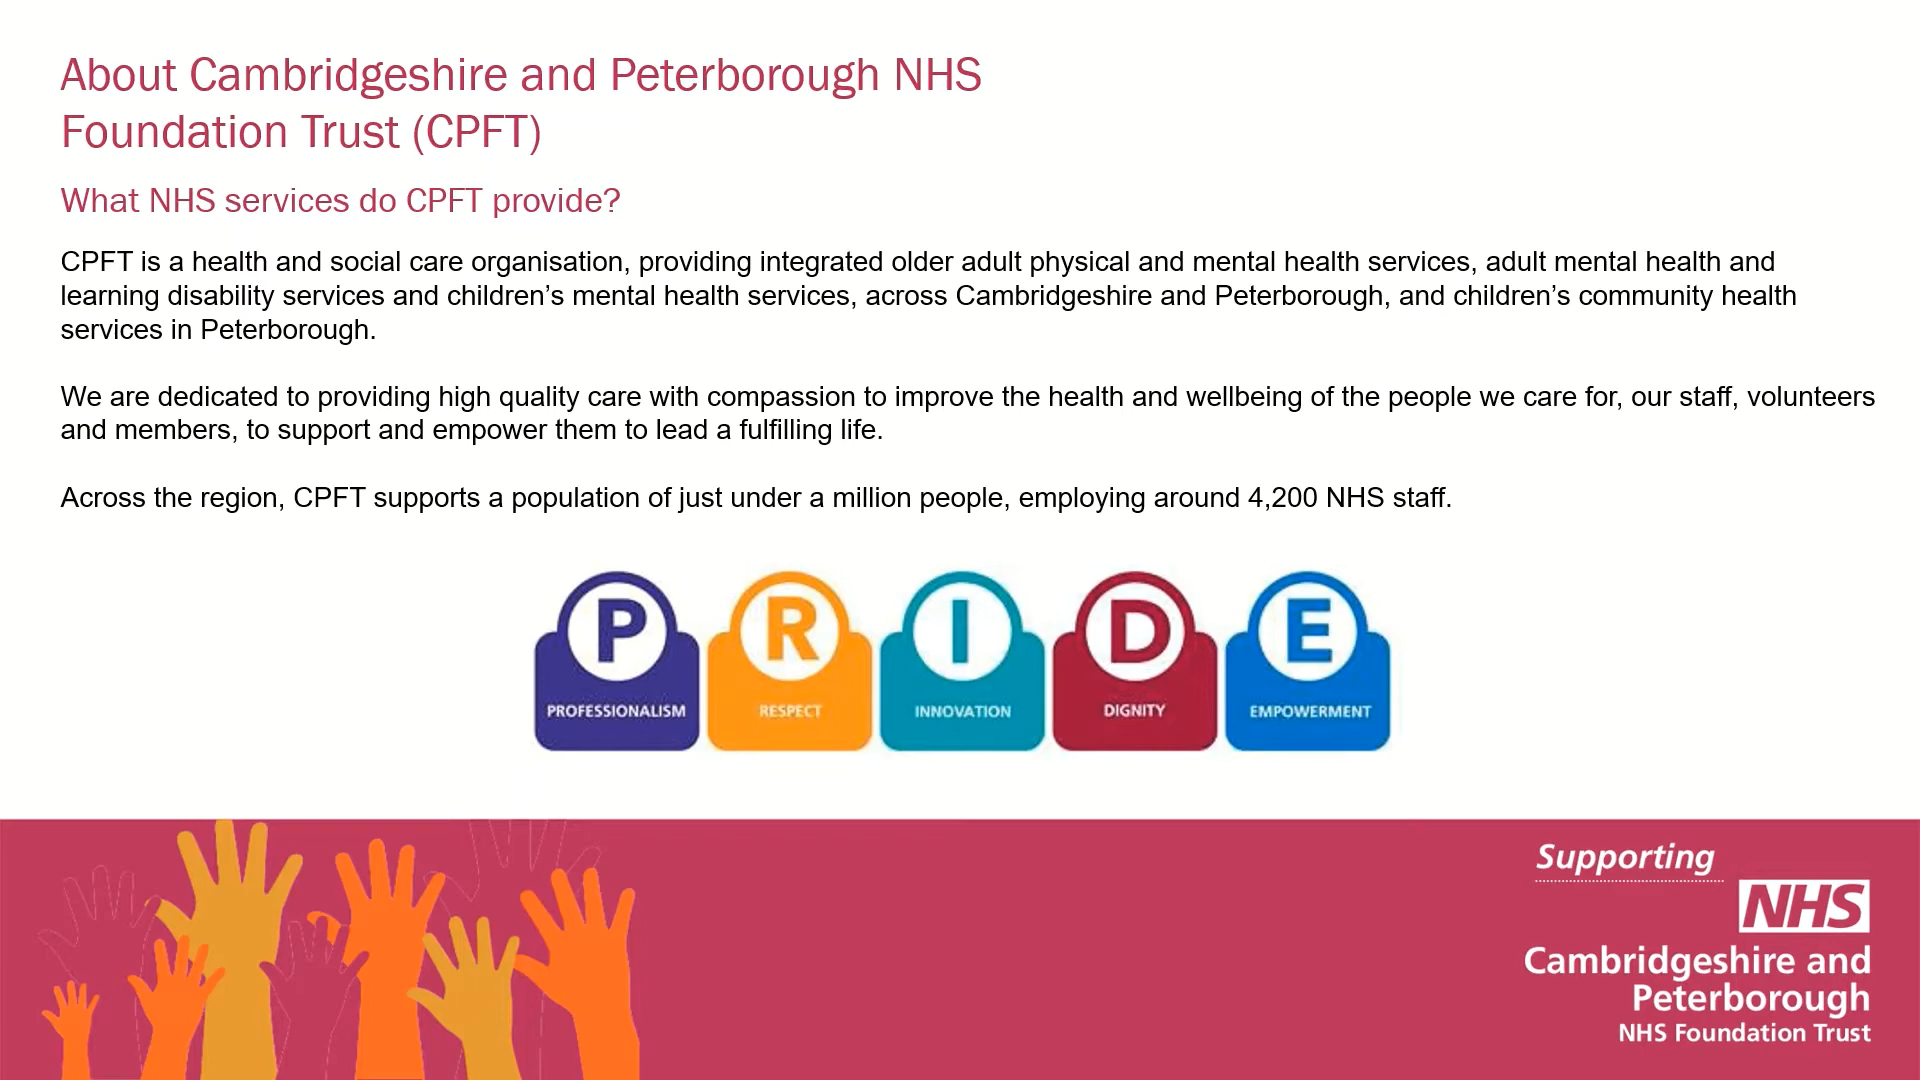 About Cambridgeshire and Peterborough NHS
Foundation Trust (CPFT)
What NHS services do CPFT provide?
CPFT is a health and social care organisation, providing integrated older adult physical and mental health services, adult mental health and
learning disability services and children’s mental health services, across Cambridgeshire and Peterborough, and children’s community health
services in Peterborough.
We are dedicated to providing high quality care with compassion to improve the health and wellbeing of the people we care for, our staff, volunteers
and members, to support and empower them to lead a fulfilling life.
Across the region, CPFT supports a population of just under a million people, employing around 4,200 NHS staff.
P R I D E
PROFESSIONALISM RESPECT INNOVATION DIGNITY EMPOWERMENT
Supporting
NHS
Cambridgeshire and
Peterborough
NHS Foundation Trust